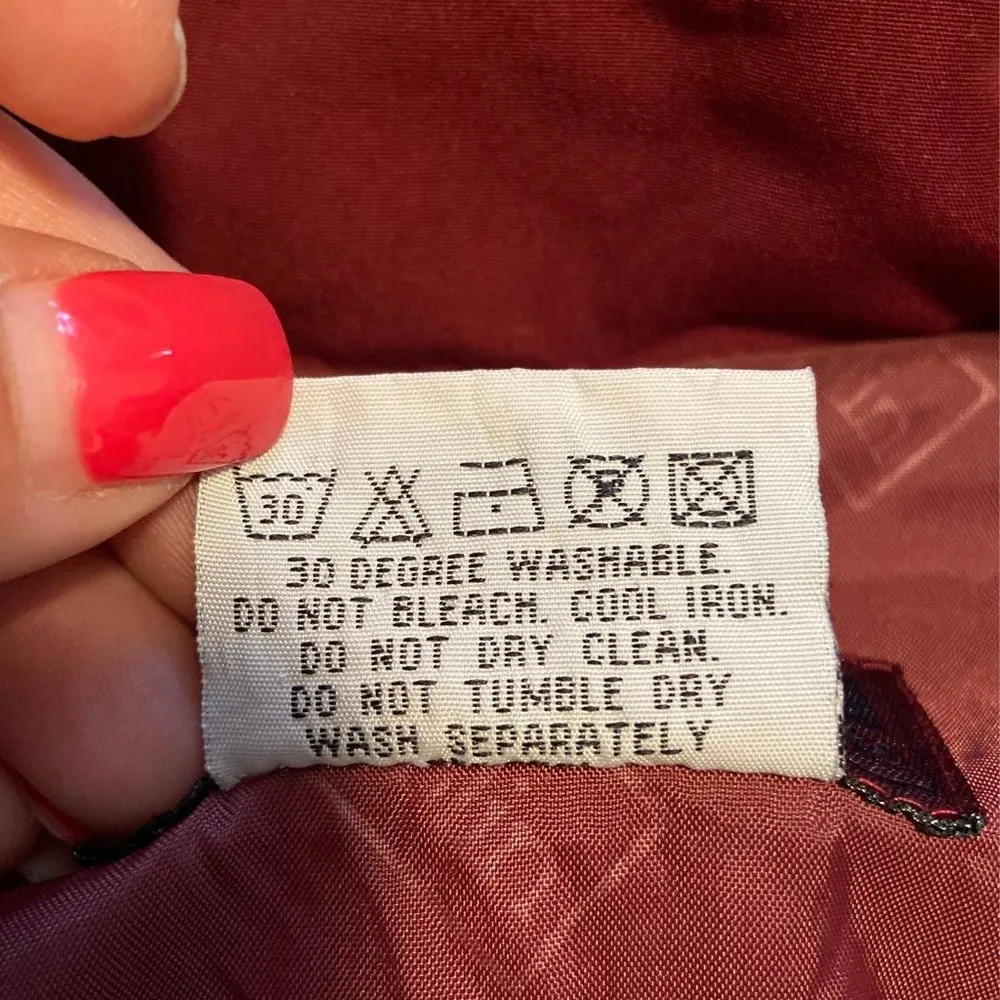 30
30 DEGREE WASHABLE.
DO NOT BLEACH. COOL IRON.
DO NOT DRY CLEAN.
DO NOT TUMBLE DRY
WASH SEPARATELY